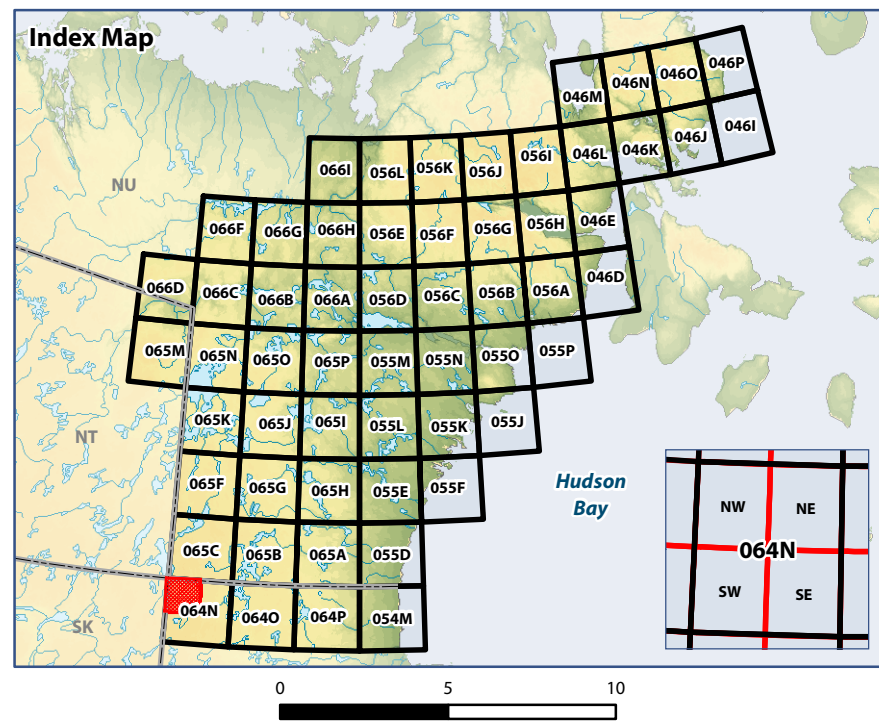 Index Map
046M 046N 046O 046P
066I 056L 056K 056J 056I 046L 046K 046J 046I
NU
066F 066G 066H 056E 056F 056G 056H 046E
066D 066C 066B 066A 056D 056C 056B 056A 046D
065M 065N 065O 065P 055M 055N 055O 055P
NT
065K 065J 065I 055L 055K 055J
065F 065G 065H 055E 055F
Hudson
Bay
065C 065B 065A 055D
SK
064N 064O 064P 054M
NW NE
064N
SW SE
0 5 10